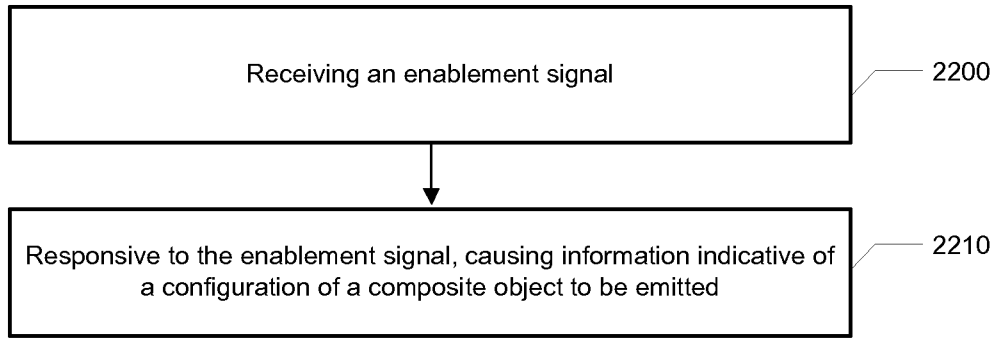 Receiving an enablement signal
2200
Responsive to the enablement signal, causing information indicative of
a configuration of a composite object to be emitted
2210